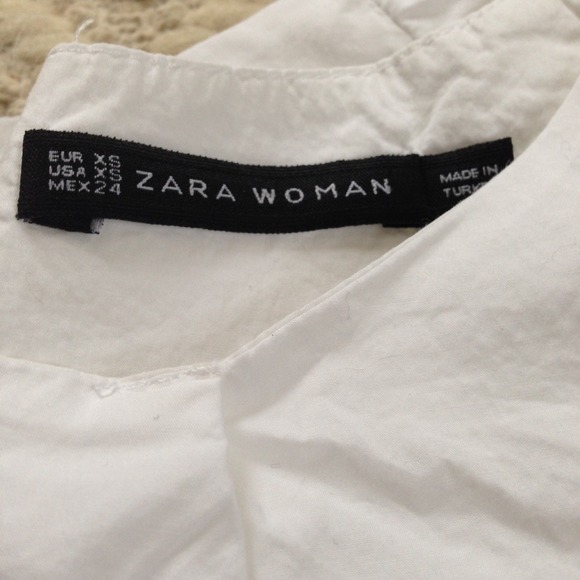 EUR XS
USA XS
MEX 24
ZARA WOMAN
MADE IN